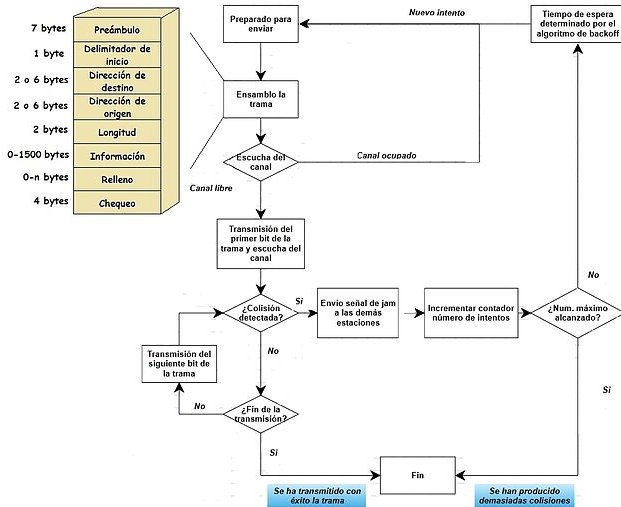 7 bytes
Preámbulo
1 byte
Delimitador de
inicio
2 o 6 bytes
Dirección de
destino
2 o 6 bytes
Dirección de
origen
2 byte
Longitud
0-1500 bytes
Información
0-n bytes
Relleno
4 bytes
Chequeo
Preparado para
enviar
Nuevo intento
Tiempo de espera
determinado por el
algoritmo de backoff
Ensamblo la
trama
Escucha del
canal
Canal ocupado
Canal libre
Transmisión del
primer bit de la
trama y escucha del
canal
¿Colisión
detectada?
Si
Envío señal de jam
a las demás
estaciones
Incrementar contador
número de intentos
¿Num. máximo
alcanzado?
No
Si
No
Transmisión del
siguiente bit de
la trama
No
¿Fin de la
transmisión?
Si
Fin
Se ha transmitido con
éxito la trama
Se han producido
demasiadas colisiones